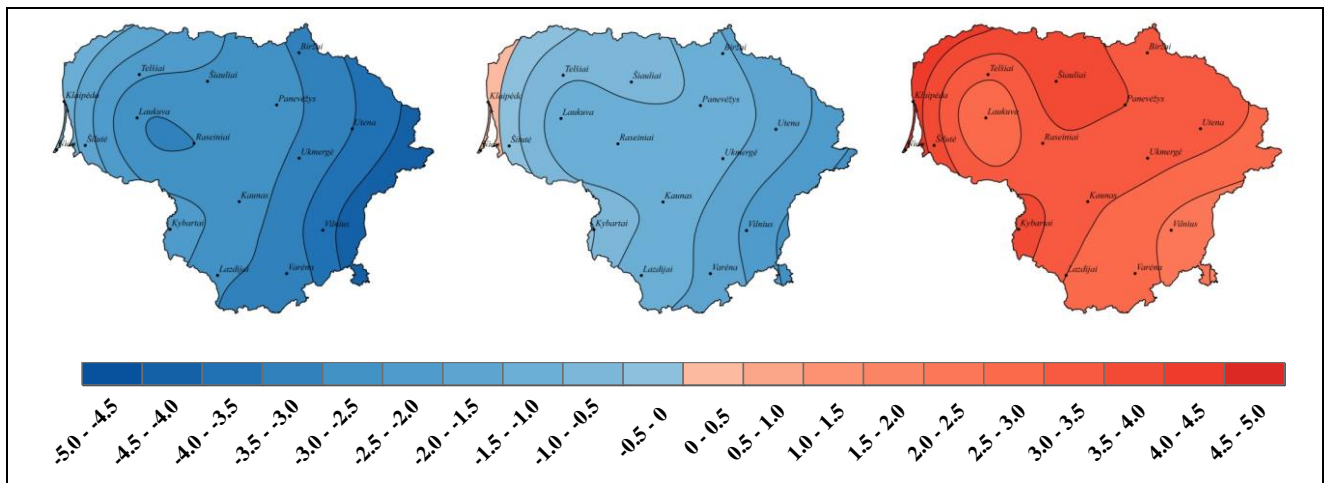 Biržai
Telšiai
Šiauliai
Klaipėda
Panevėžys
Laukuva
Utena
Šilutė
Raseiniai
Ukmergė
Kaunas
Kybartai
Vilnius
Lazdijai
Varėna
Biržai
Telšiai
Šiauliai
Klaipėda
Panevėžys
Laukuva
Utena
Šilutė
Raseiniai
Ukmergė
Kaunas
Kybartai
Vilnius
Lazdijai
Varėna
Biržai
Telšiai
Šiauliai
Klaipėda
Panevėžys
Laukuva
Utena
Šilutė
Raseiniai
Ukmergė
Kaunas
Kybartai
Vilnius
Lazdijai
Varėna
-5.0 - -4.5
-4.5 - -4.0
-4.0 - -3.5
-3.5 - -3.0
-3.0 - -2.5
-2.5 - -2.0
-2.0 - -1.5
-1.5 - -1.0
-1.0 - -0.5
-0.5 - 0
0 - 0.5
0.5 - 1.0
1.0 - 1.5
1.5 - 2.0
2.0 - 2.5
2.5 - 3.0
3.0 - 3.5
3.5 - 4.0
4.0 - 4.5
4.5 - 5.0